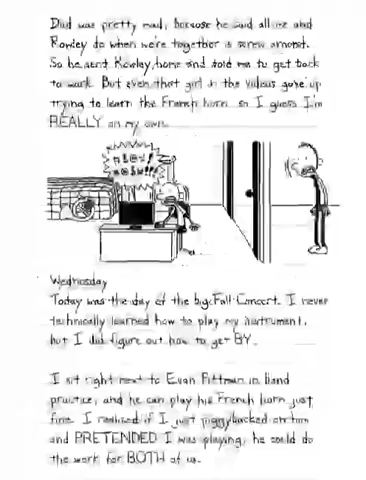 Dad was pretty mad, because he said all me and
Rowley do when we're together is screw around.
So he sent Rowley home and told me to get back
to work. But even that girl in the videos gave up
trying to learn the French horn, so I guess I'm
REALLY on my own.
Wednesday
Today was the day of the big Fall Concert. I never
technically learned how to play my instrument,
but I did figure out how to get BY.
I sit right next to Evan Pittman in band
practice, and he can play his French horn just
fine. I realized if I just piggybacked on him
and PRETENDED I was playing, he could do
the work for BOTH of us.